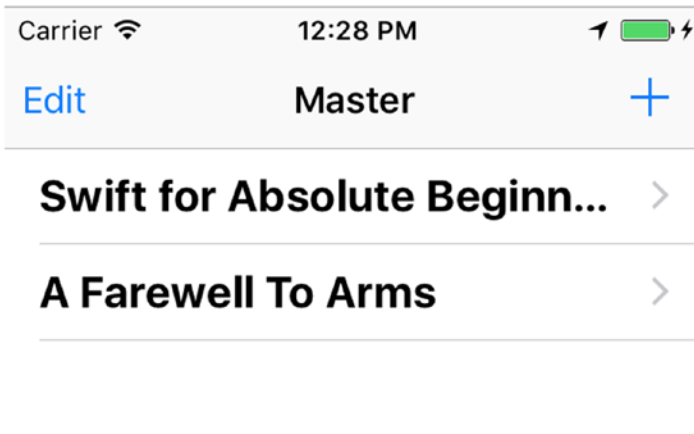 Carrier 12:28 PM
Edit Master +
Swift for Absolute Beginn...
A Farewell To Arms